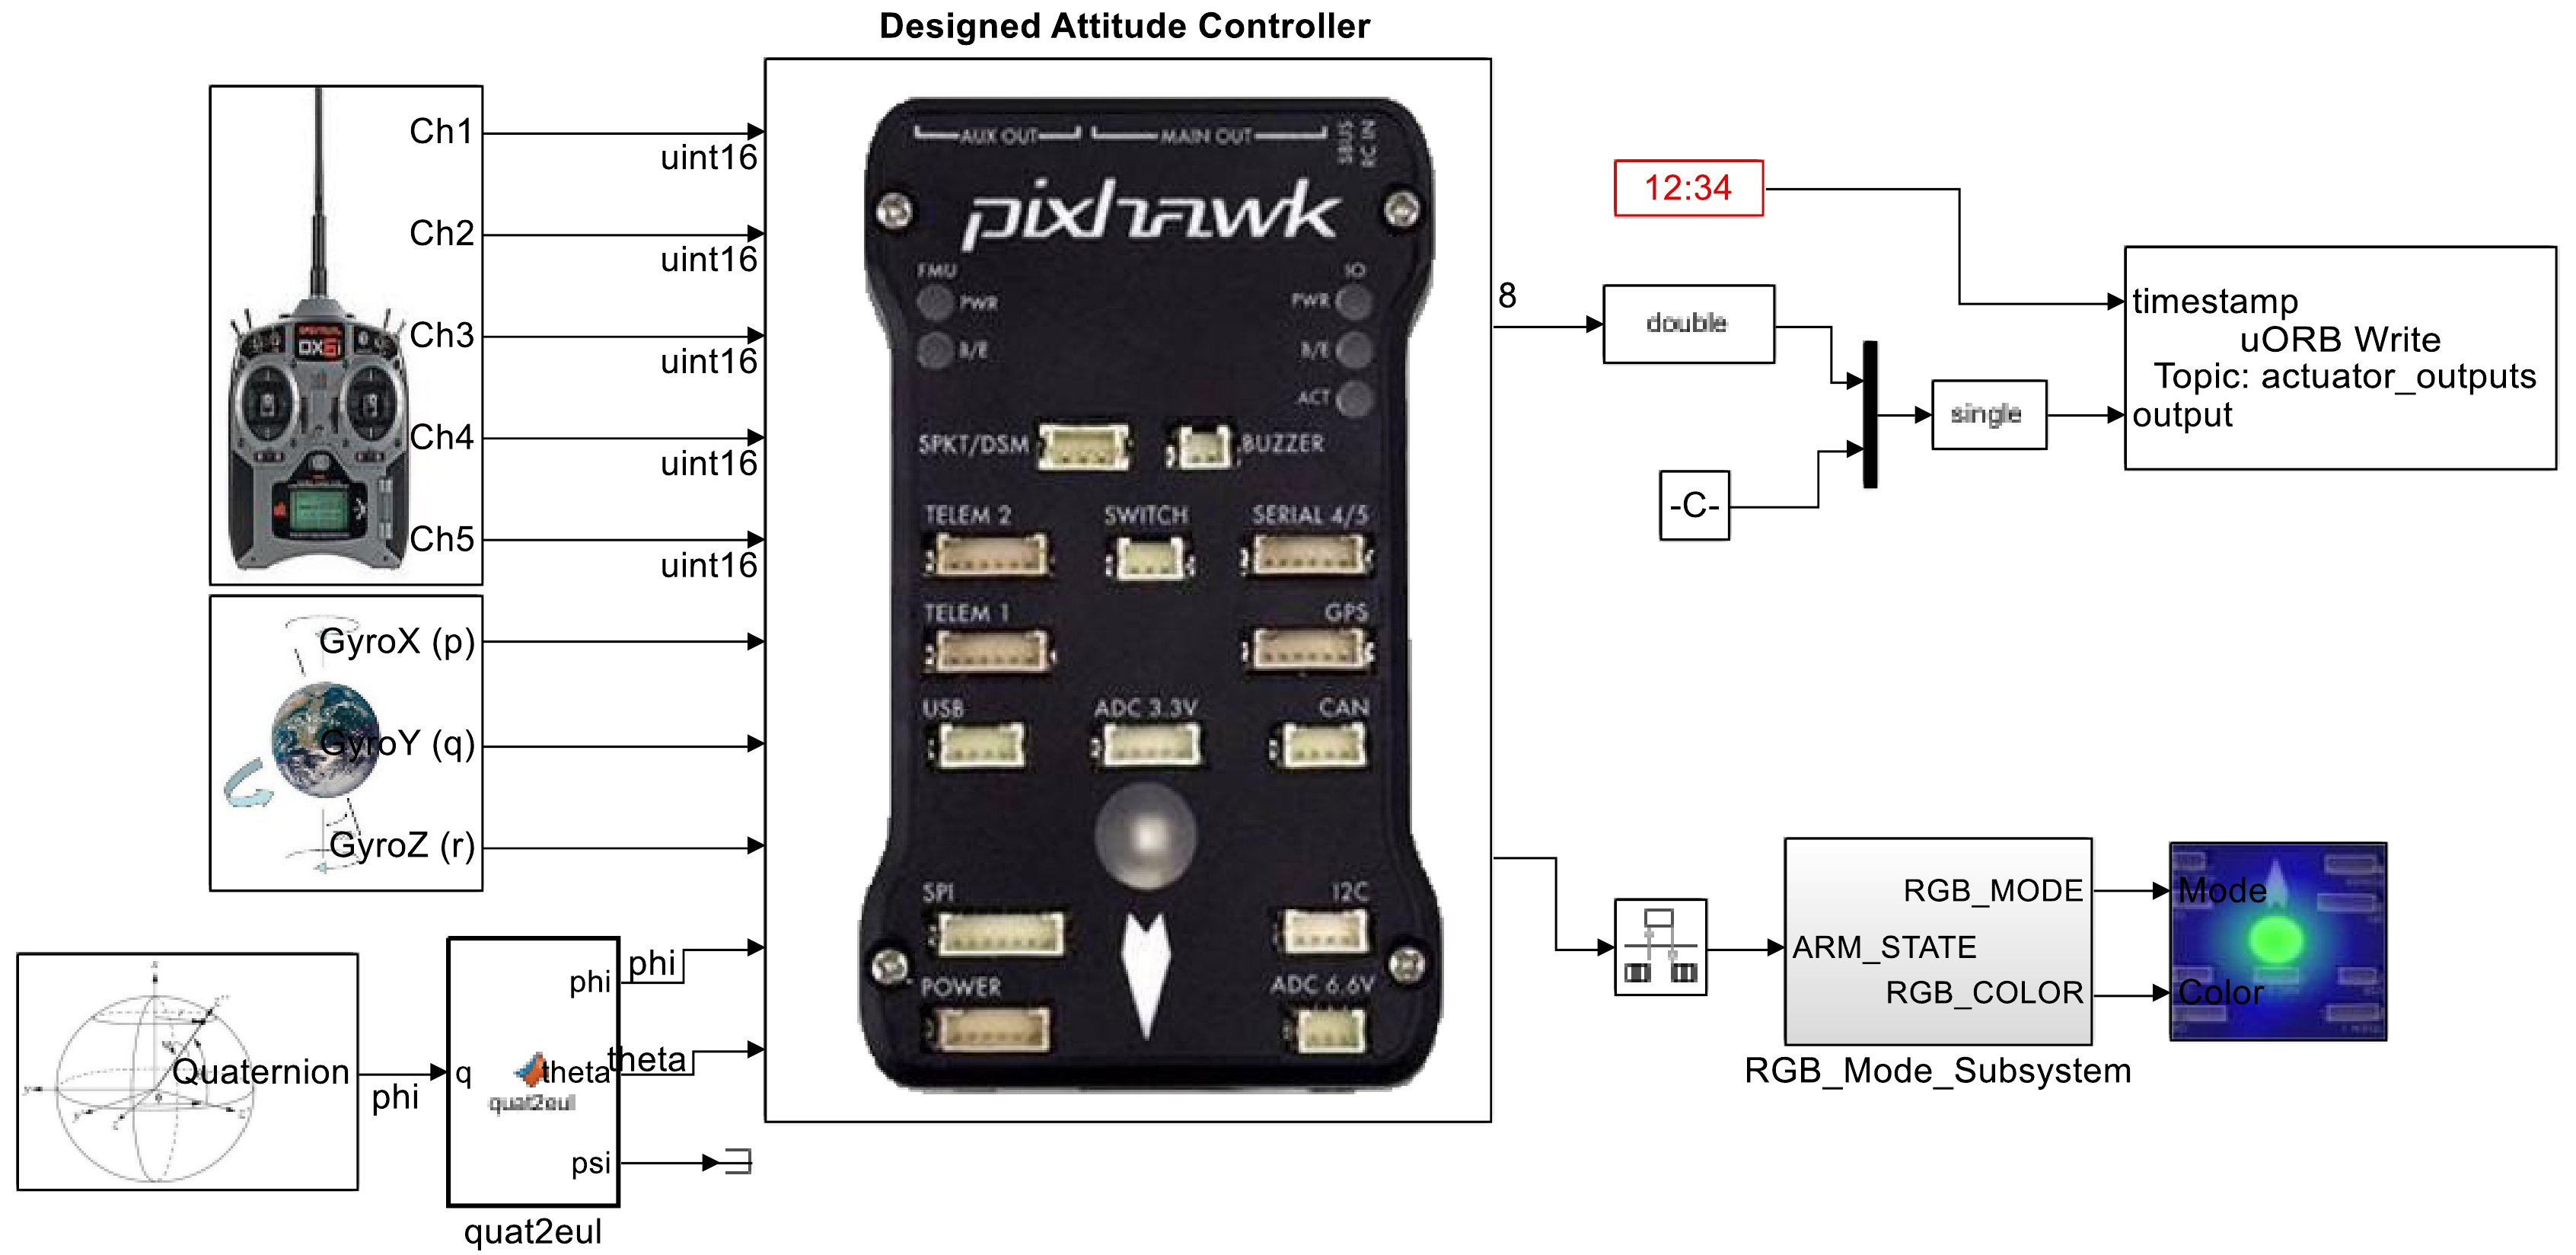 Designed Attitude Controller
Ch1
uint16
Ch2
uint16
Ch3
uint16
Ch4
uint16
Ch5
uint16
DX6i
GyroX (p)
GyroY (q)
GyroZ (r)
Quaternion
phi
q
phi
phi
theta
theta
psi
quat2eul
quat2eul
AUX OUT
MAIN OUT
SBUS
RC IN
pixhawk
FMU
IO
PWR
PWR
B/E
B/E
ACT
SPKT/DSM
BUZZER
TELEM 2
SWITCH
SERIAL 4/5
TELEM 1
GPS
USB
ADC 3.3V
CAN
SPI
I2C
POWER
ADC 6.6V
8
double
12:34
-C-
single
timestamp
uORB Write
Topic: actuator_outputs
output
ARM_STATE
RGB_MODE
RGB_COLOR
RGB_Mode_Subsystem
Mode
Color